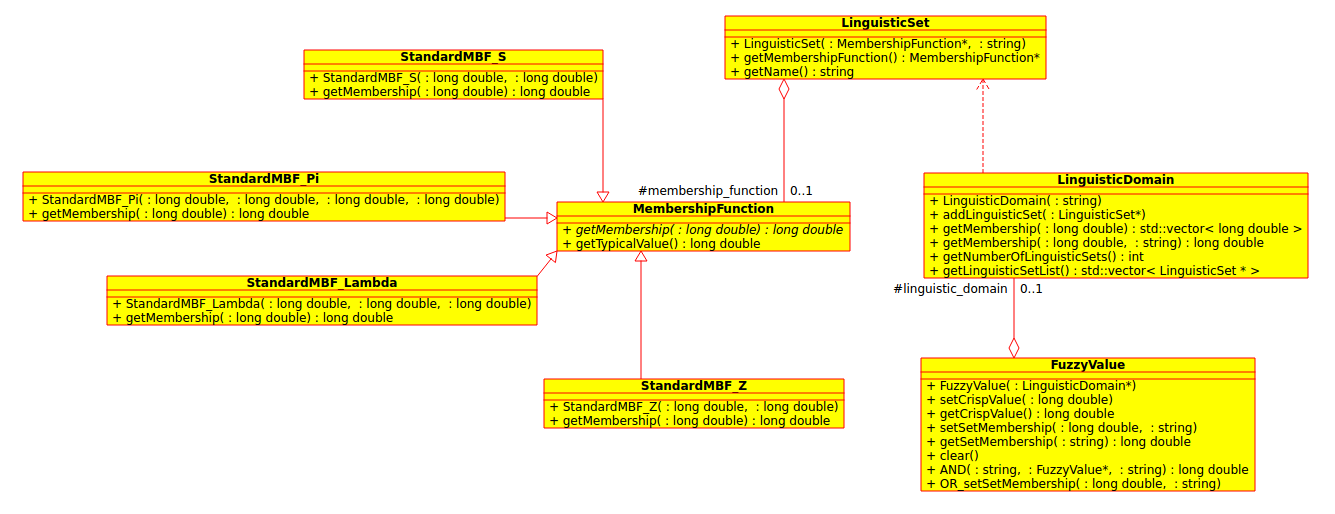 LinguisticSet
+ LinguisticSet( : MembershipFunction*,  : string)
+ getMembershipFunction() : MembershipFunction*
+ getName() : string
StandardMBF_S
+ StandardMBF_S( : long double,  : long double)
+ getMembership( : long double) : long double
StandardMBF_Pi
+ StandardMBF_Pi( : long double,  : long double,  : long double,  : long double)
+ getMembership( : long double) : long double
#membership_function 0..1
MembershipFunction
+ getMembership( : long double) : long double
+ getTypicalValue() : long double
LinguisticDomain
+ LinguisticDomain( : string)
+ addLinguisticSet( : LinguisticSet*)
+ getMembership( : long double) : std::vector< long double >
+ getMembership( : long double,  : string) : long double
+ getNumberOfLinguisticSets() : int
+ getLinguisticSetList() : std::vector< LinguisticSet * >
#linguistic_domain 0..1
StandardMBF_Lambda
+ StandardMBF_Lambda( : long double,  : long double,  : long double)
+ getMembership( : long double) : long double
StandardMBF_Z
+ StandardMBF_Z( : long double,  : long double)
+ getMembership( : long double) : long double
FuzzyValue
+ FuzzyValue( : LinguisticDomain*)
+ setCrispValue( : long double)
+ getCrispValue() : long double
+ setSetMembership( : long double,  : string)
+ getSetMembership( : string) : long double
+ clear()
+ AND( : string,  : FuzzyValue*,  : string) : long double
+ OR_setSetMembership( : long double,  : string)